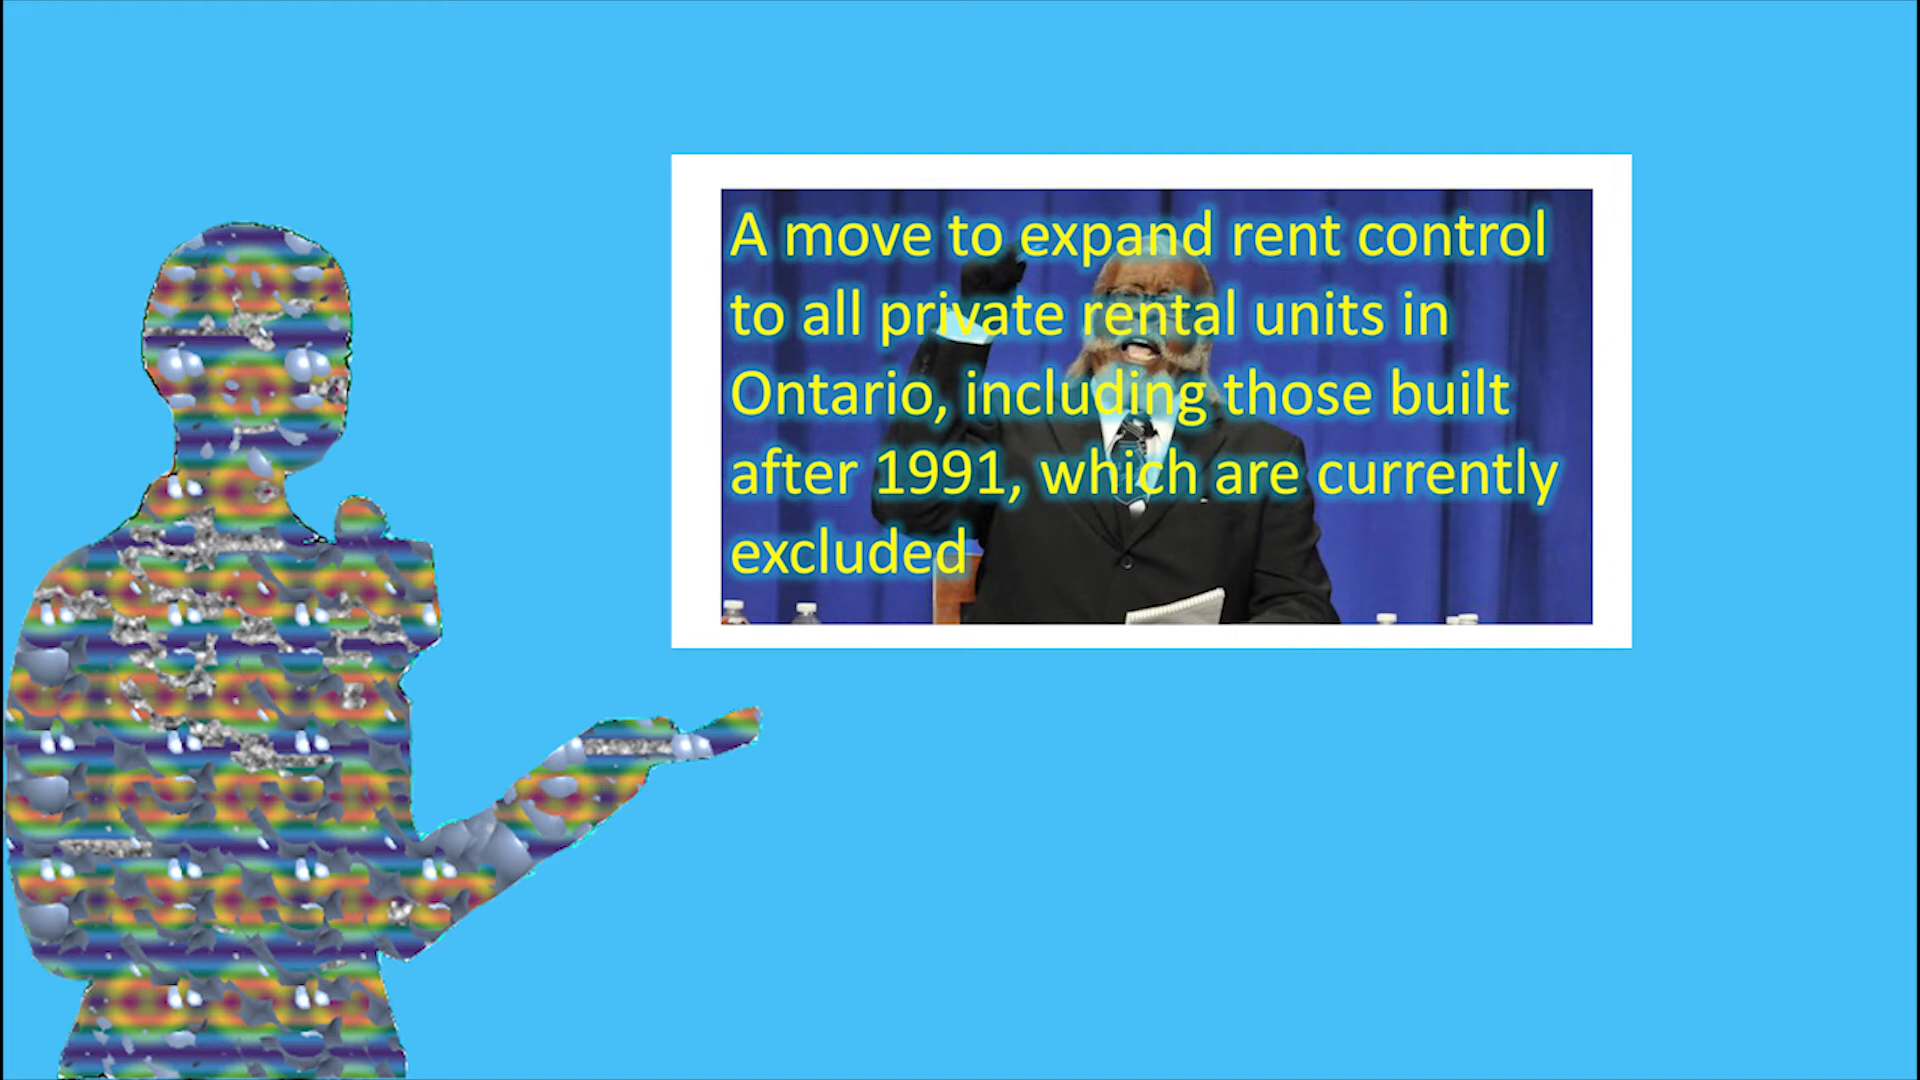 A move to expand rent control
to all private rental units in
Ontario, including those built
after 1991, which are currently
excluded